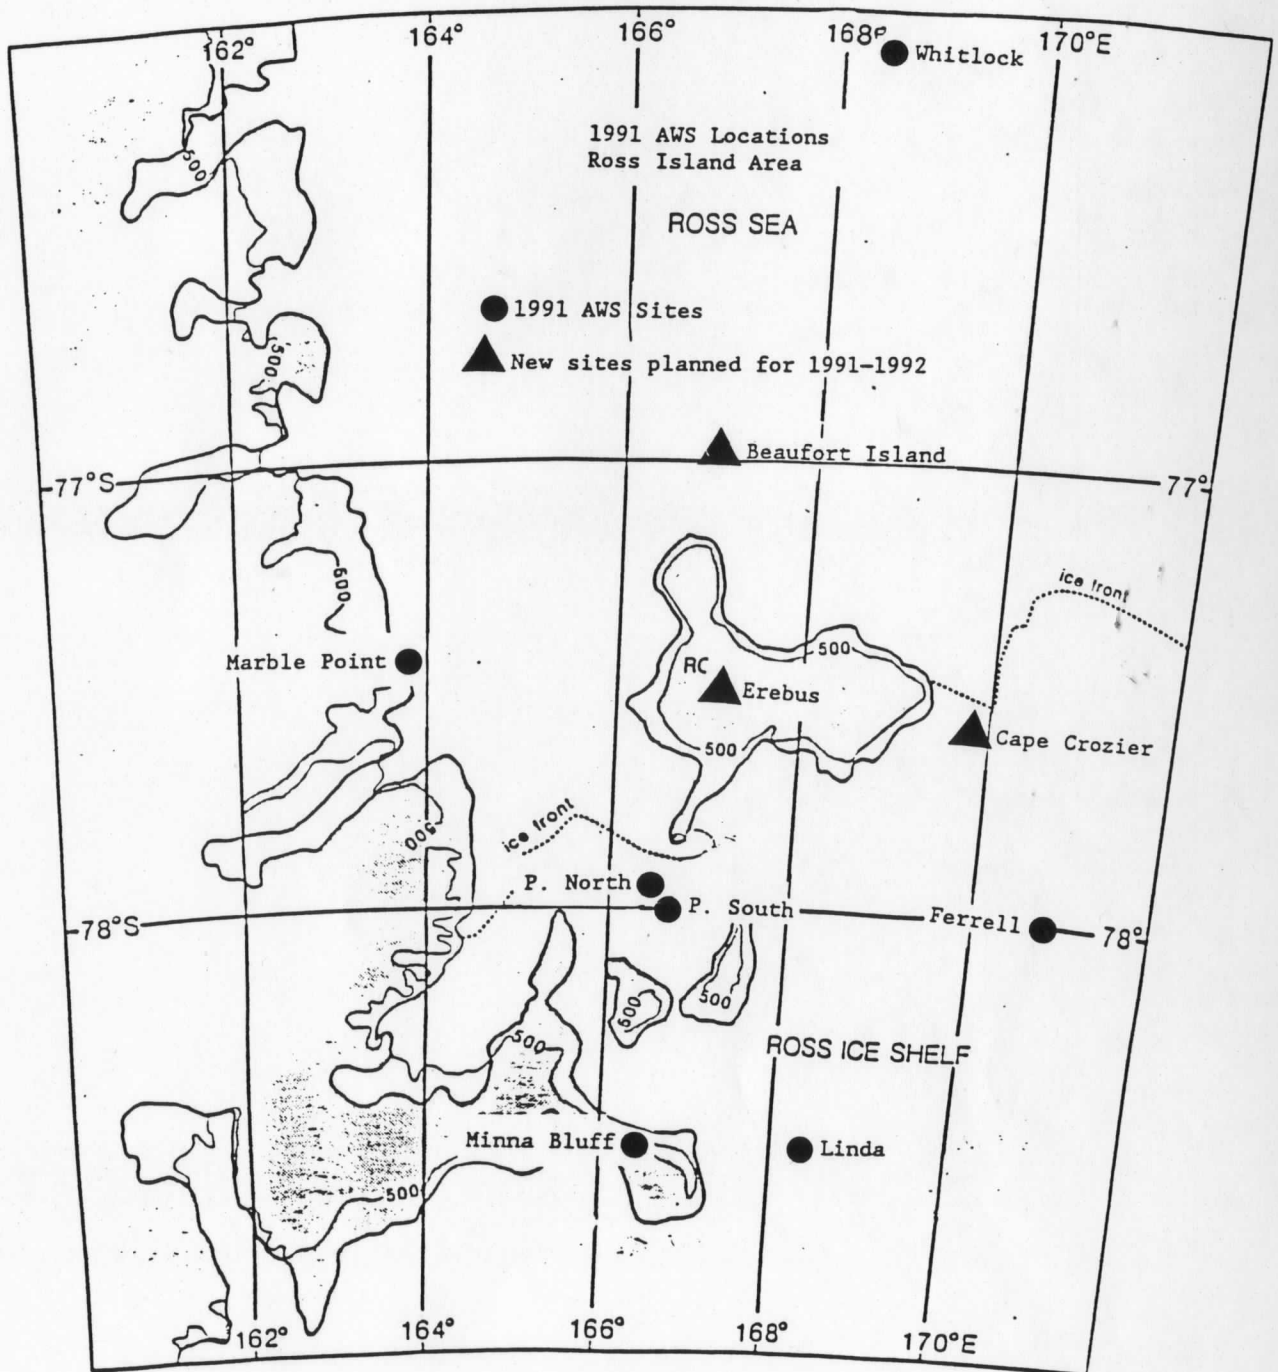 162°
164°
166°
168°
170°E
Whitlock
1991 AWS Locations
Ross Island Area
ROSS SEA
500
1991 AWS Sites
500
New sites planned for 1991-1992
Beaufort Island
77°S
77°
500
ice front
Marble Point
RC
500
Erebus
500
Cape Crozier
500
ice front
P. North
P. South
78°S
Ferrell
78°
500
500
500
ROSS ICE SHELF
Minna Bluff
Linda
500
162°
164°
166°
168°
170°E